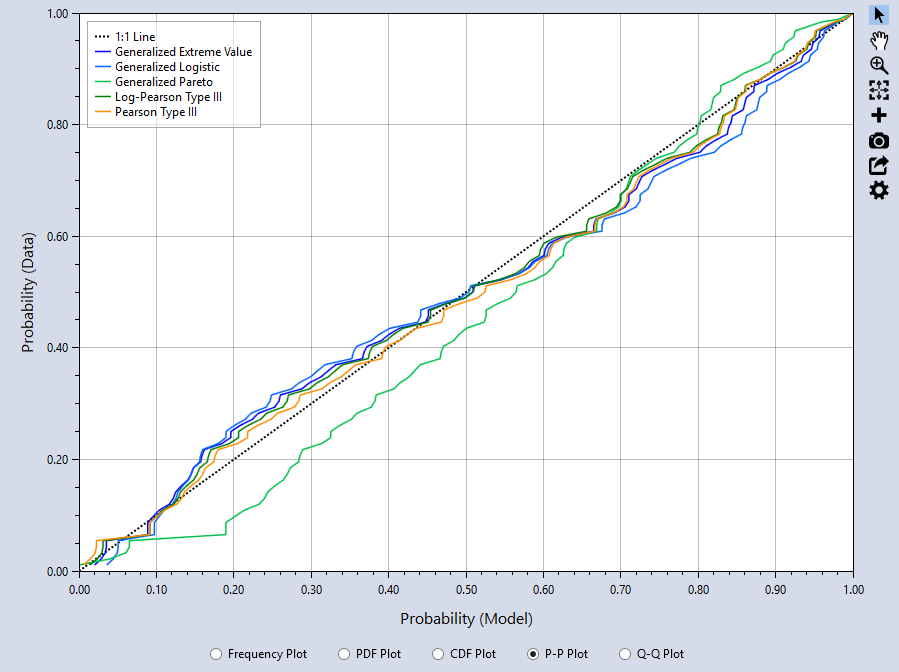 1.00
0.80
0.60
0.40
0.20
0.00
Probability (Data)
1:1 Line
Generalized Extreme Value
Generalized Logistic
Generalized Pareto
Log-Pearson Type III
Pearson Type III
0.00 0.10 0.20 0.30 0.40 0.50 0.60 0.70 0.80 0.90 1.00
Probability (Model)
Frequency Plot PDF Plot CDF Plot P-P Plot Q-Q Plot